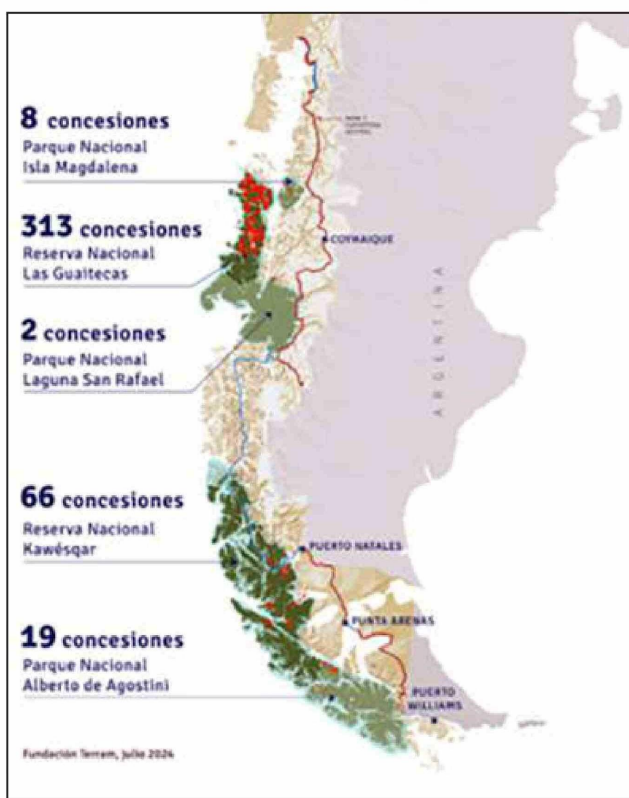 8 concesiones
Parque Nacional
Isla Magdalena
313 concesiones
Reserva Nacional
Las Guaitecas
2 concesiones
Parque Nacional
Laguna San Rafael
66 concesiones
Reserva Nacional
Kawésqar
19 concesiones
Parque Nacional
Alberto de Agostini
COYHAIQUE
ARGENTINA
PUERTO NATALES
PUNTA ARENAS
PUERTO
WILLIAMS
Fundación Terram, julio 2024